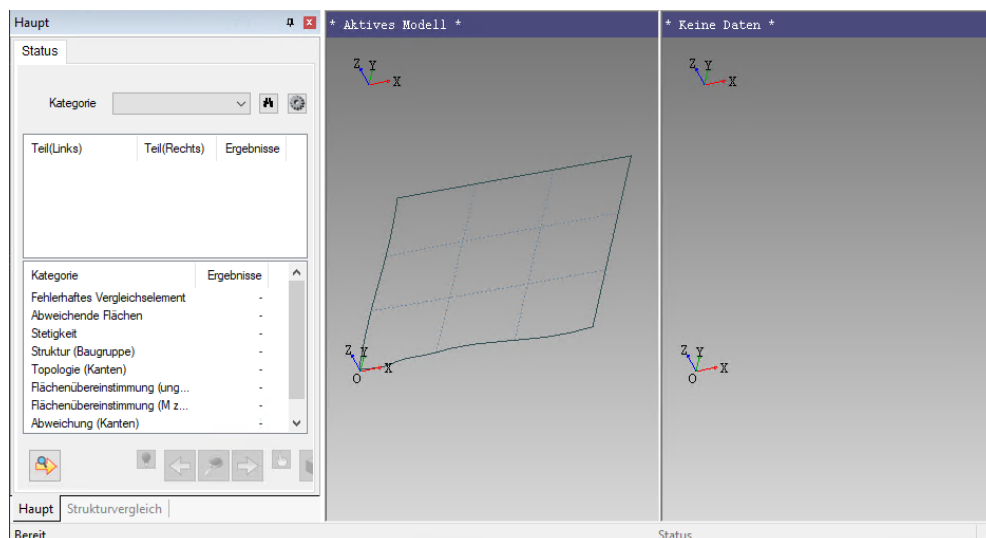 Haupt
* Aktives Modell *
* Keine Daten *
Status
Z Y
X
Z Y
X
Kategorie
Teil(Links) Teil(Rechts) Ergebnisse
Kategorie Ergebnisse
Fehlerhaftes Vergleichselement -
Abweichende Flächen -
Stetigkeit -
Struktur (Baugruppe) -
Topologie (Kanten) -
Flächenübereinstimmung (ung... -
Flächenübereinstimmung (M z... -
Abweichung (Kanten) -
Z Y
X
O
Z Y
X
O
Haupt Strukturvergleich
Bereit
Status